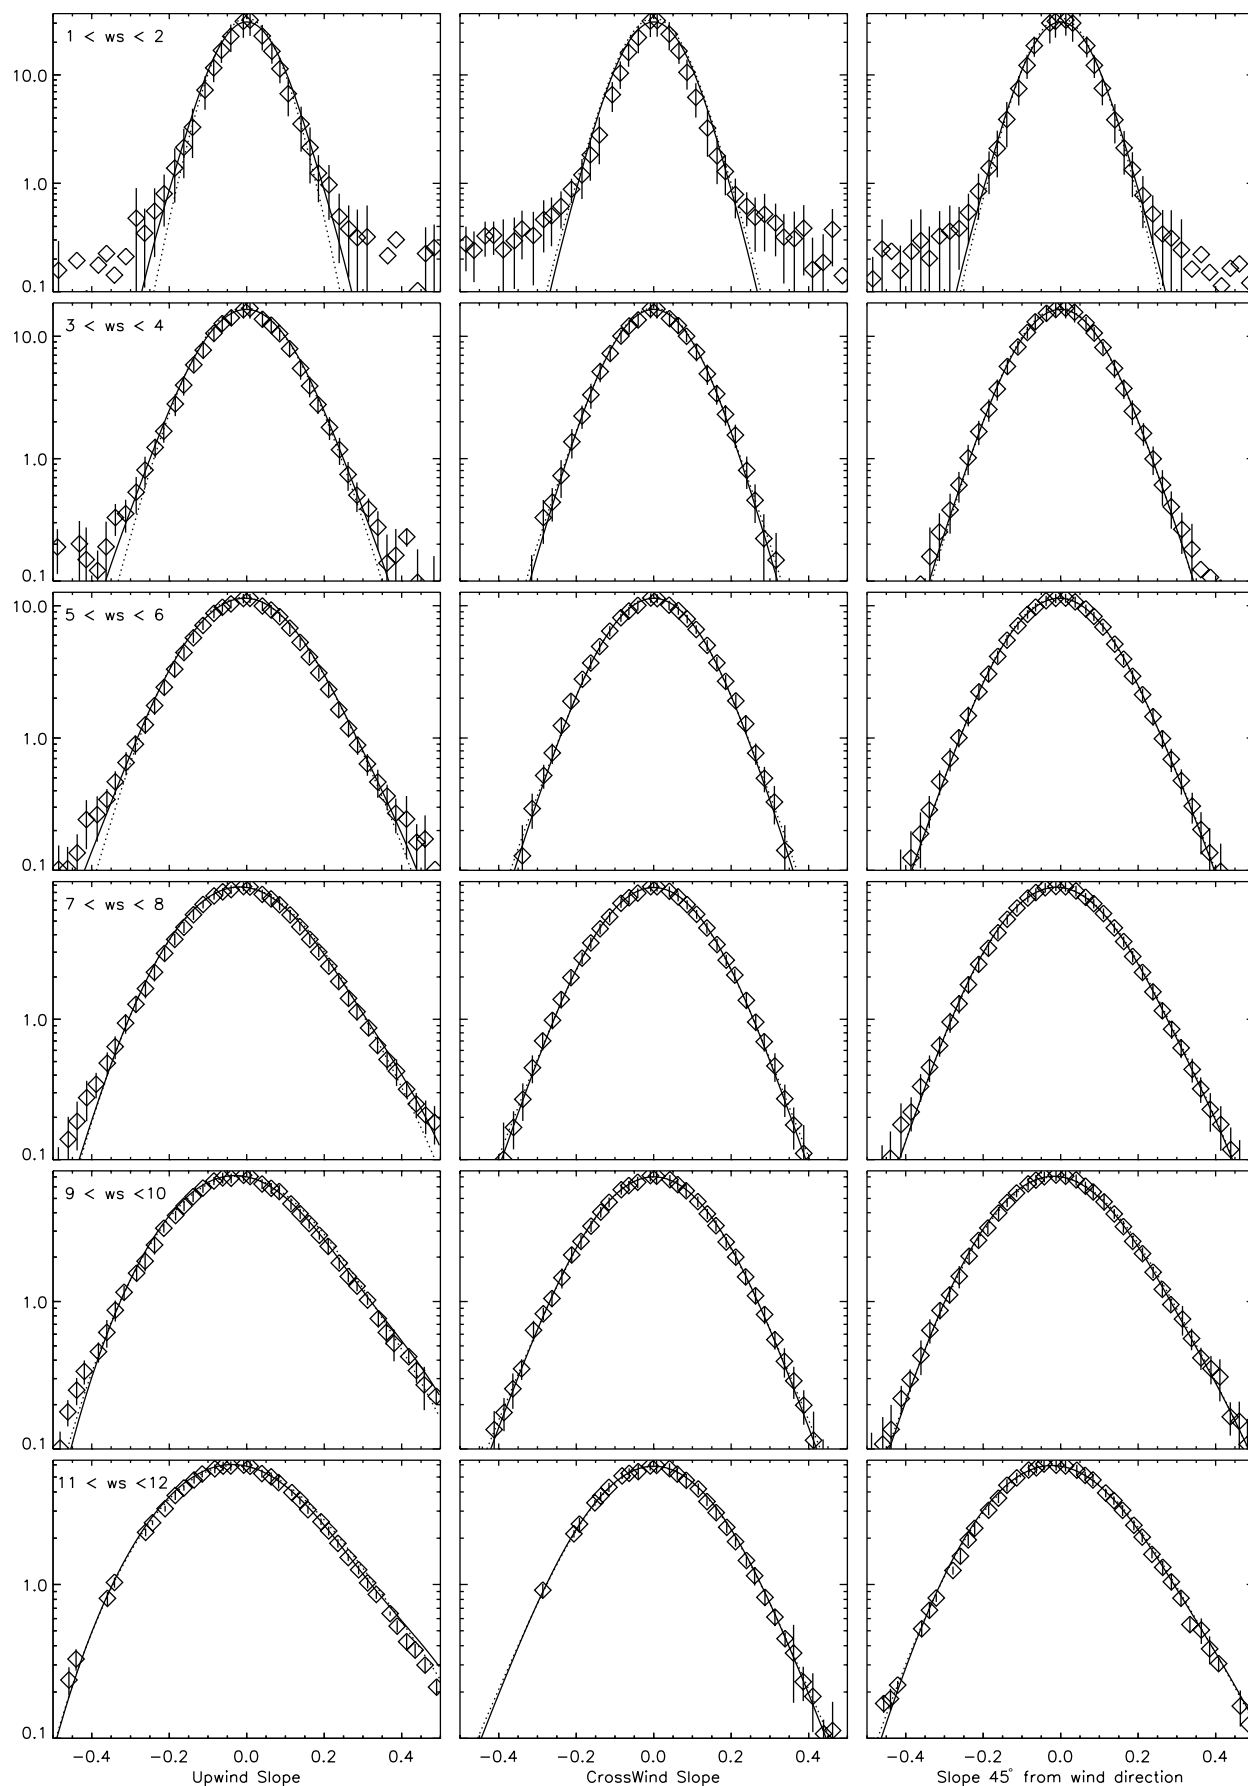 1 < ws < 2
10.0
1.0
0.1
3 < ws < 4
10.0
1.0
0.1
5 < ws < 6
10.0
1.0
0.1
7 < ws < 8
1.0
0.1
9 < ws <10
1.0
0.1
11 < ws <12
1.0
0.1
−0.4 −0.2 0.0 0.2 0.4
Upwind Slope
−0.4 −0.2 0.0 0.2 0.4
CrossWind Slope
−0.4 −0.2 0.0 0.2 0.4
Slope 45° from wind direction